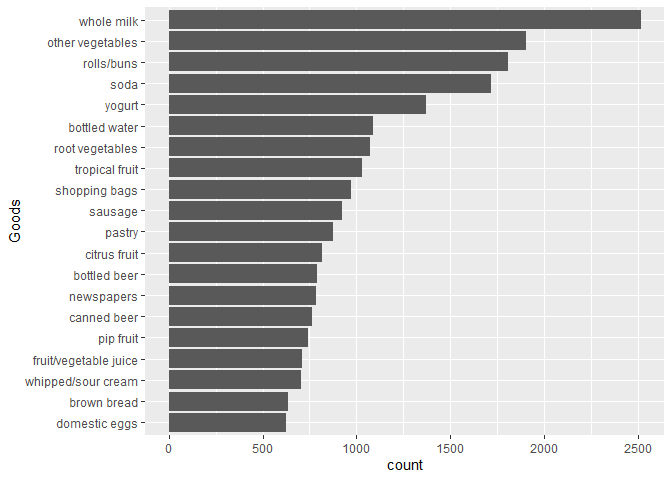 whole milk
other vegetables
rolls/buns
soda
yogurt
bottled water
root vegetables
tropical fruit
shopping bags
sausage
pastry
citrus fruit
bottled beer
newspapers
canned beer
pip fruit
fruit/vegetable juice
whipped/sour cream
brown bread
domestic eggs
Goods
0 500 1000 1500 2000 2500
count